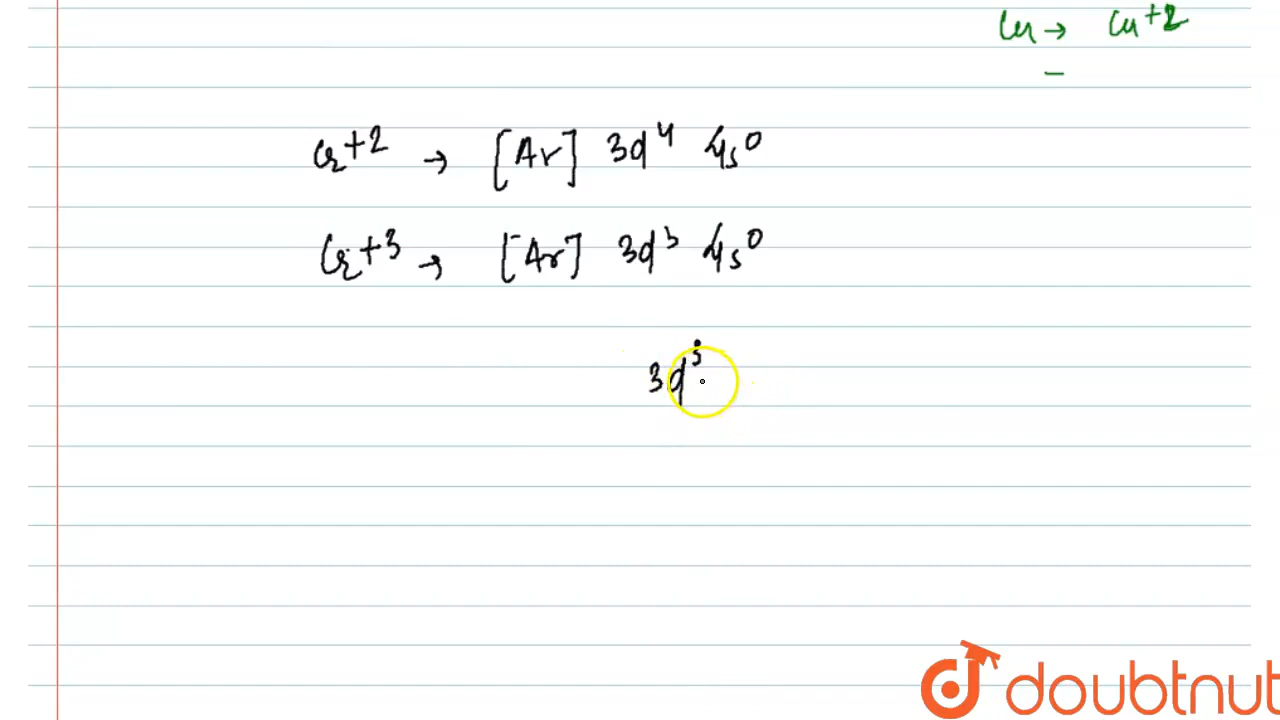 Cu → Cu+2
Cr+2 → [Ar] 3d4 4s0
Cr+3 → [Ar] 3d3 4s0
3d3
doubtnut